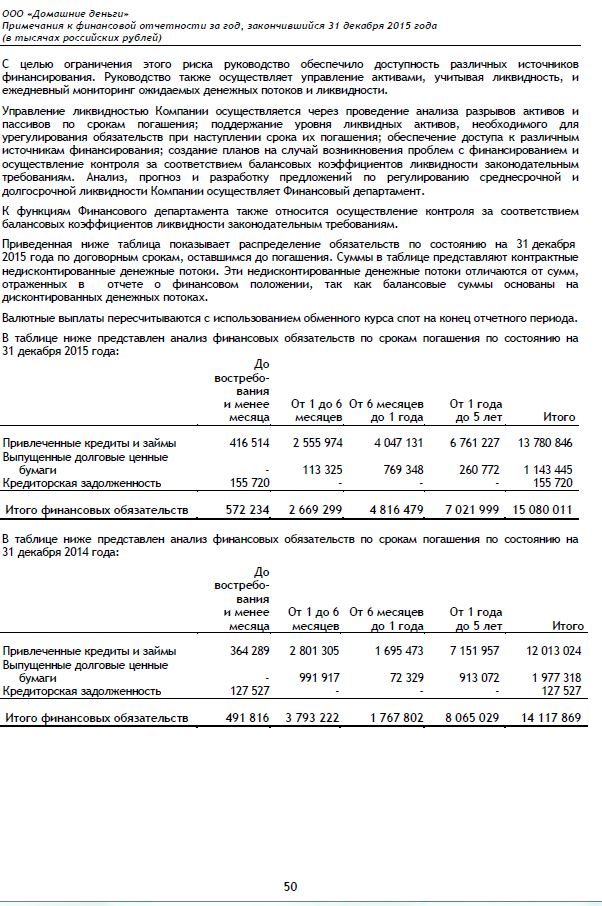 ООО «Домашние деньги»
Примечания к финансовой отчетности за год, закончившийся 31 декабря 2015 года
(в тысячах российских рублей)
С целью ограничения этого риска руководство обеспечило доступность различных источников
финансирования. Руководство также осуществляет управление активами, учитывая ликвидность, и
ежедневный мониторинг ожидаемых денежных потоков и ликвидности.
Управление ликвидностью Компании осуществляется через проведение анализа разрывов активов и
пассивов по срокам погашения; поддержание уровня ликвидных активов, необходимого для
урегулирования обязательств при наступлении срока их погашения; обеспечение доступа к различным
источникам финансирования; создание планов на случай возникновения проблем с финансированием и
осуществление контроля за соответствием балансовых коэффициентов ликвидности законодательным
требованиям. Анализ, прогноз и разработку предложений по регулированию среднесрочной и
долгосрочной ликвидности Компании осуществляет Финансовый департамент.
К функциям Финансового департамента также относится осуществление контроля за соответствием
балансовых коэффициентов ликвидности законодательным требованиям.
Приведенная ниже таблица показывает распределение обязательств по состоянию на 31 декабря
2015 года по договорным срокам, оставшимся до погашения. Суммы в таблице представляют контрактные
недисконтированные денежные потоки. Эти недисконтированные денежные потоки отличаются от сумм,
отраженных в отчете о финансовом положении, так как балансовые суммы основаны на
дисконтированных денежных потоках.
Валютные выплаты пересчитываются с использованием обменного курса спот на конец отчетного периода.
В таблице ниже представлен анализ финансовых обязательств по срокам погашения по состоянию на
31 декабря 2015 года:
До
востребо-
вания
и менее От 1 до 6 От 6 месяцев От 1 года
месяца месяцев до 1 года до 5 лет Итого
Привлеченные кредиты и займы 416 514 2 555 974 4 047 131 6 761 227 13 780 846
Выпущенные долговые ценные
бумаги - 113 325 769 348 260 772 1 143 445
Кредиторская задолженность 155 720 - - - 155 720
Итого финансовых обязательств 572 234 2 669 299 4 816 479 7 021 999 15 080 011
В таблице ниже представлен анализ финансовых обязательств по срокам погашения по состоянию на
31 декабря 2014 года:
До
востребо-
вания
и менее От 1 до 6 От 6 месяцев От 1 года
месяца месяцев до 1 года до 5 лет Итого
Привлеченные кредиты и займы 364 289 2 801 305 1 695 473 7 151 957 12 013 024
Выпущенные долговые ценные
бумаги - 991 917 72 329 913 072 1 977 318
Кредиторская задолженность 127 527 - - - 127 527
Итого финансовых обязательств 491 816 3 793 222 1 767 802 8 065 029 14 117 869
50